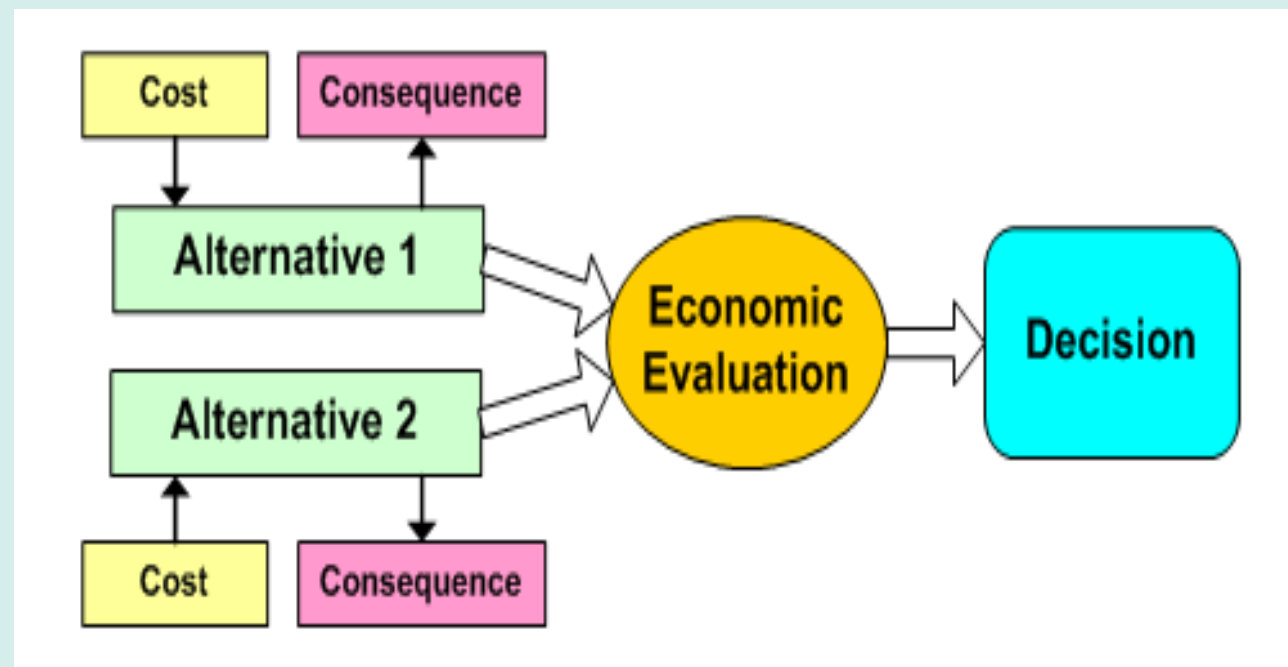 Cost
Consequence
Alternative 1
Economic
Evaluation
Decision
Alternative 2
Cost
Consequence